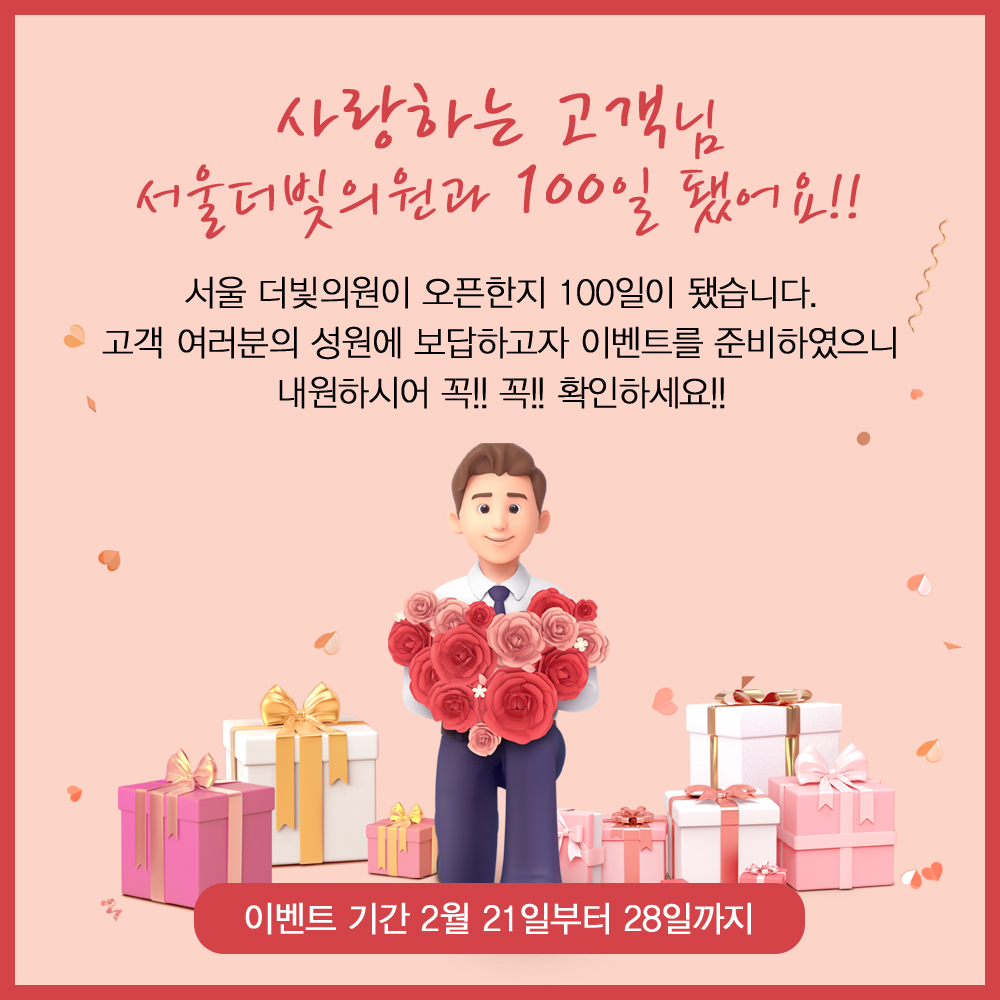 사랑하는 고객님
서울더빛의원과 100일 됐어요!!
서울 더빛의원이 오픈한지 100일이 됐습니다.
고객 여러분의 성원에 보답하고자 이벤트를 준비하였으니
내원하시어 꼭!! 꼭!! 확인하세요!!
이벤트 기간 2월 21일부터 28일까지